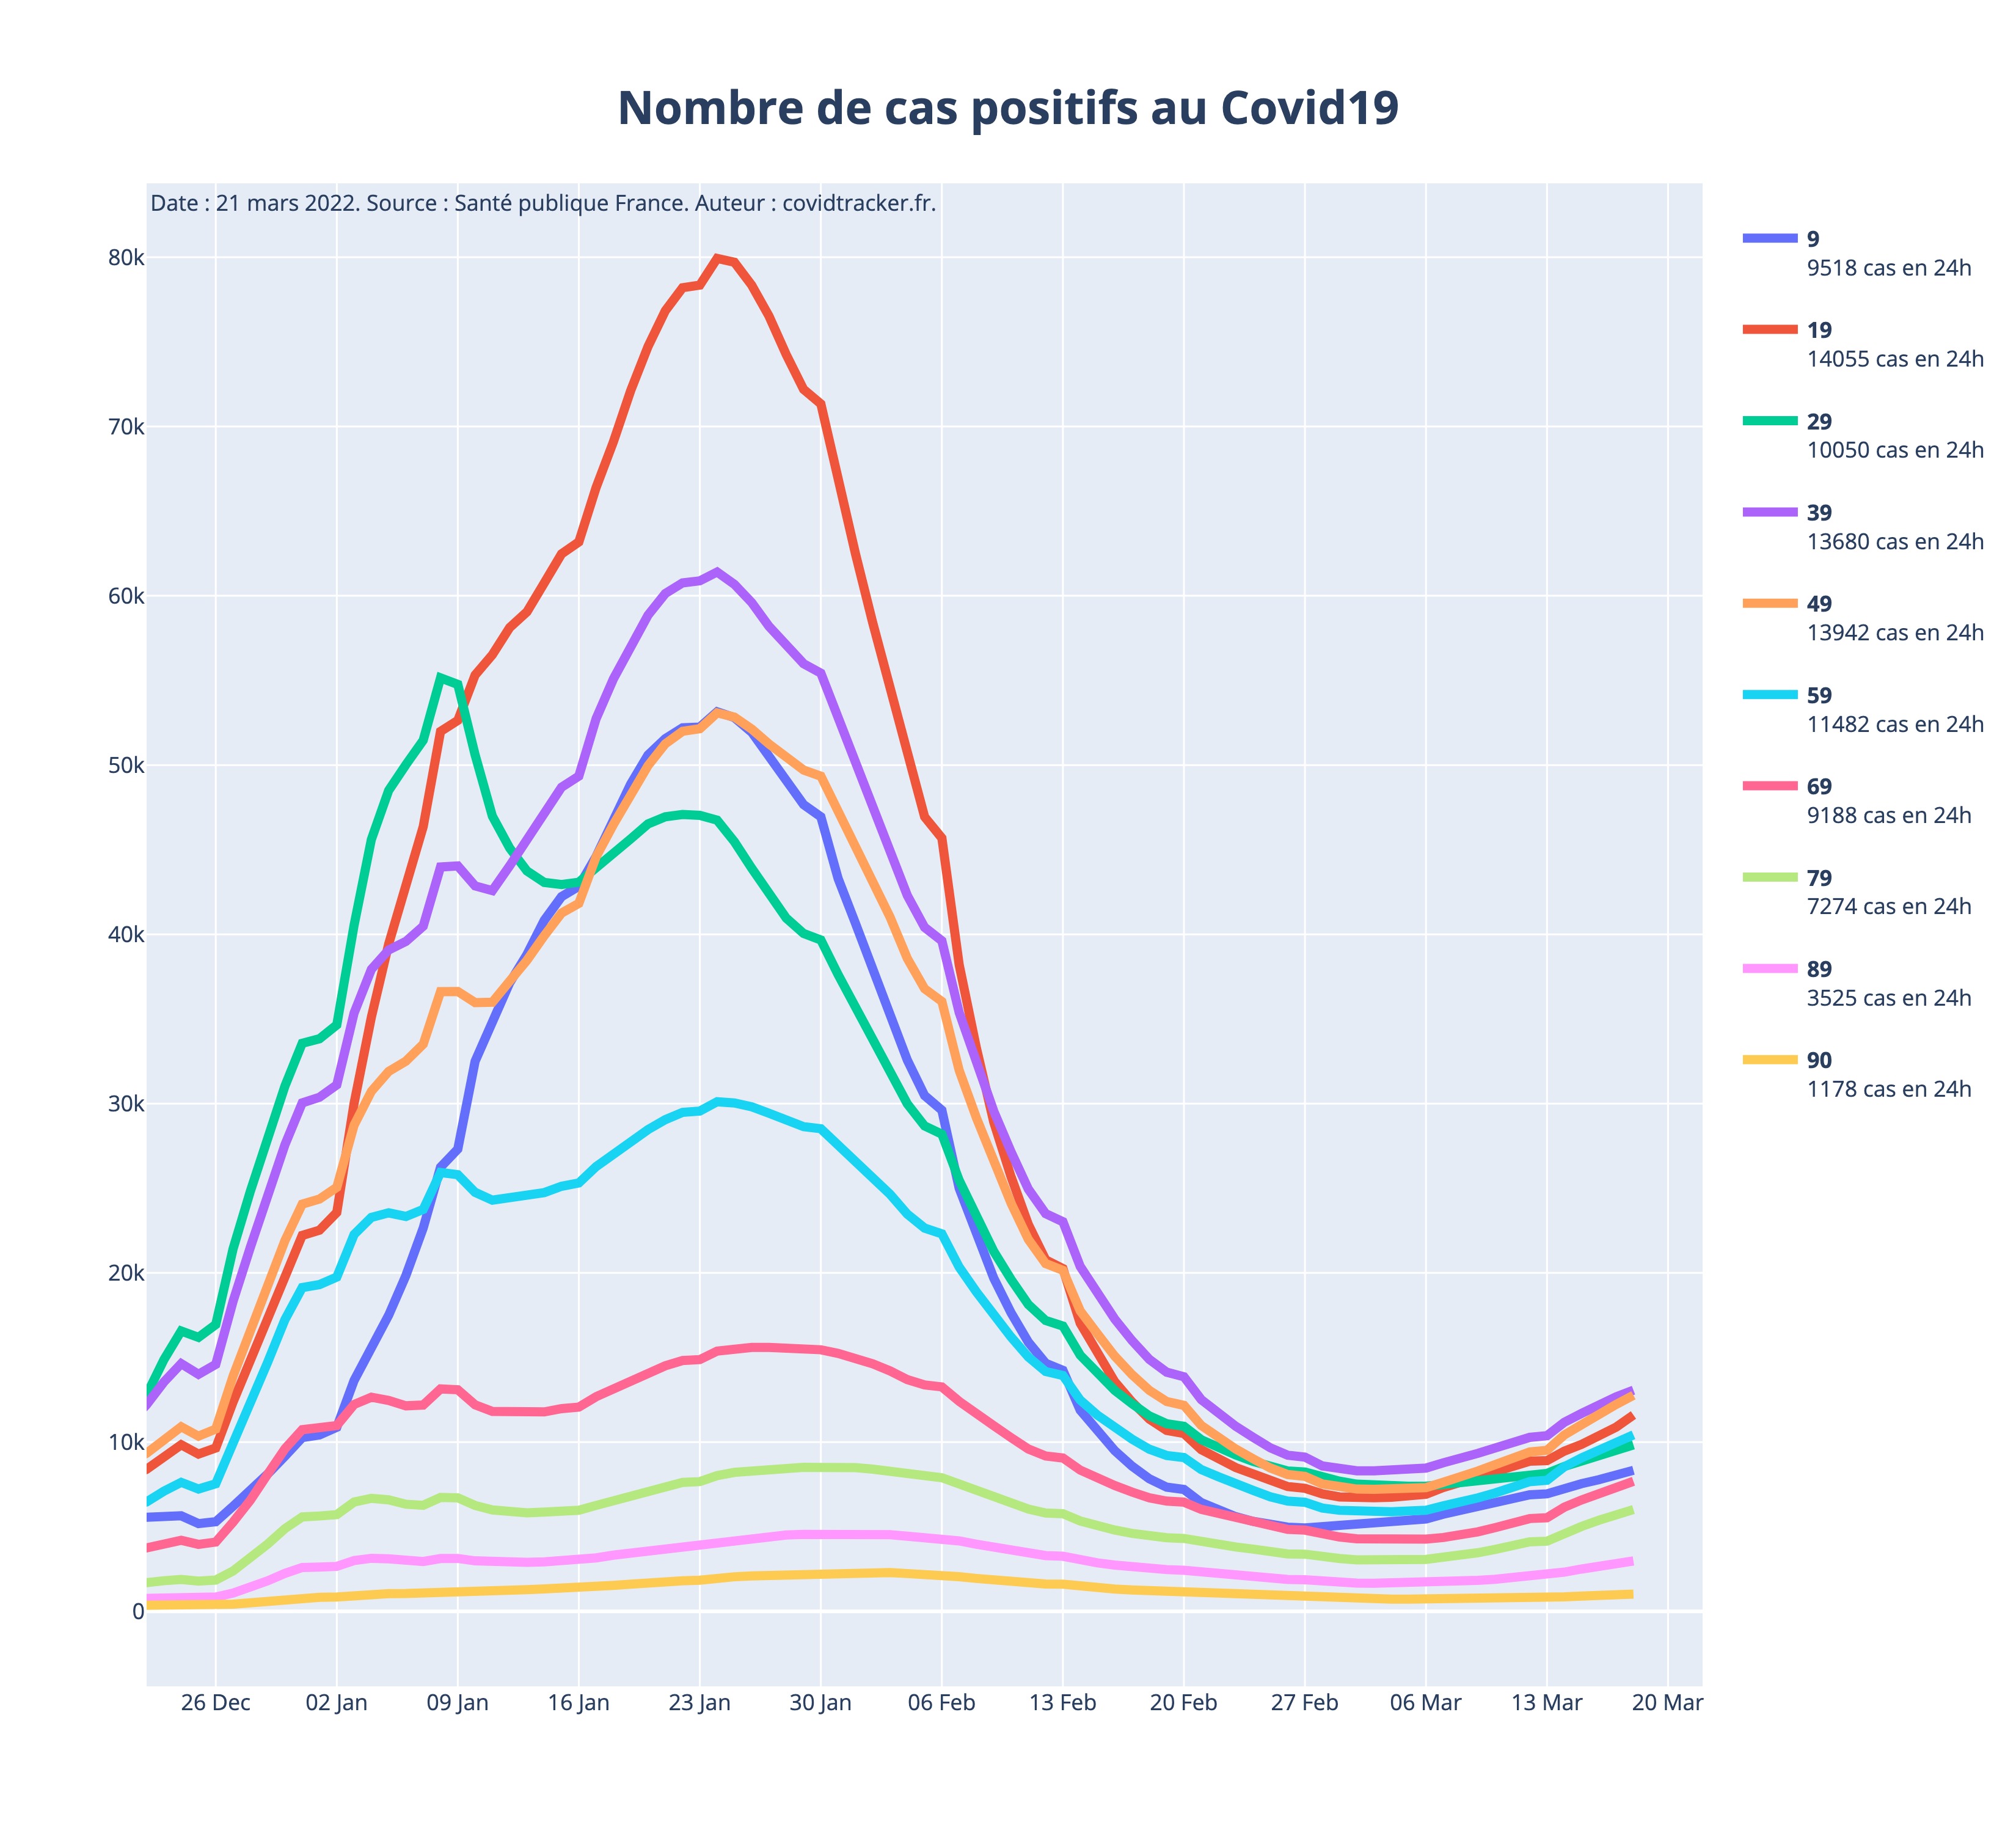 Nombre de cas positifs au Covid19
Date : 21 mars 2022. Source : Santé publique France. Auteur : covidtracker.fr.
80k
70k
60k
50k
40k
30k
20k
10k
0
26 Dec
02 Jan
09 Jan
16 Jan
23 Jan
30 Jan
06 Feb
13 Feb
20 Feb
27 Feb
06 Mar
13 Mar
20 Mar
9
9518 cas en 24h
19
14055 cas en 24h
29
10050 cas en 24h
39
13680 cas en 24h
49
13942 cas en 24h
59
11482 cas en 24h
69
9188 cas en 24h
79
7274 cas en 24h
89
3525 cas en 24h
90
1178 cas en 24h